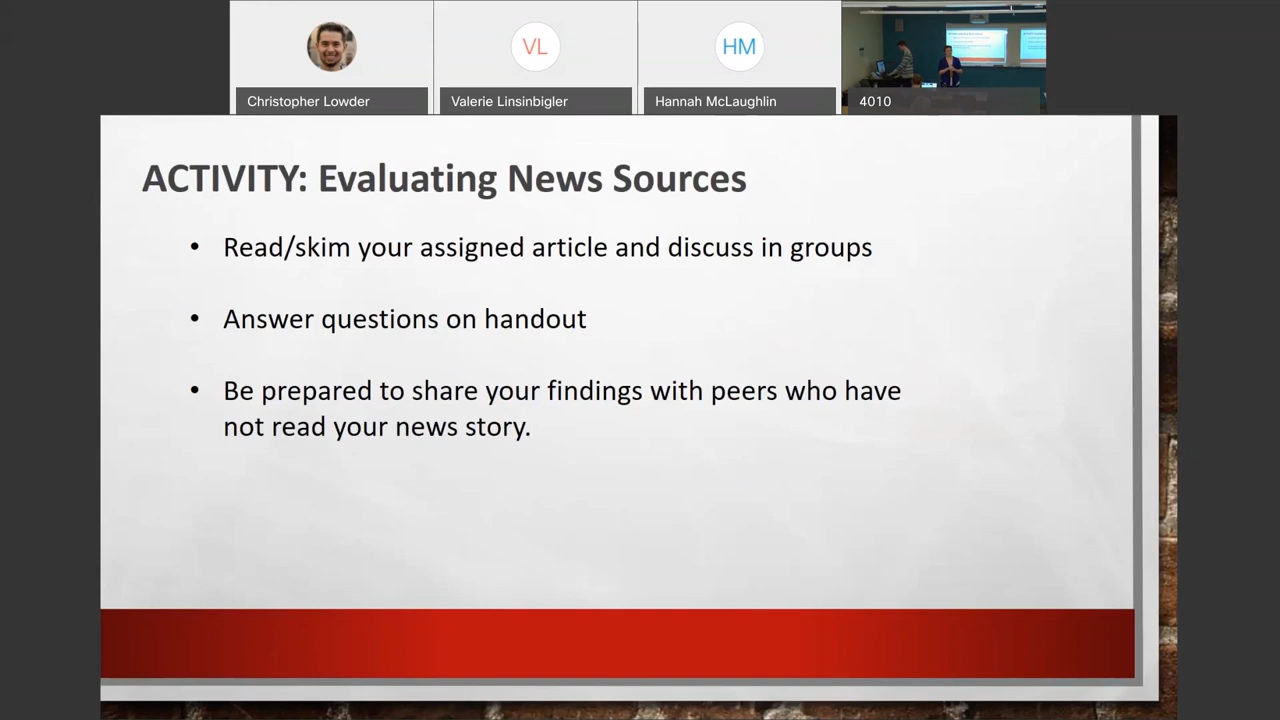 VL
HM
Christopher Lowder
Valerie Linsinbigler
Hannah McLaughlin
4010
ACTIVITY: Evaluating News Sources
• Read/skim your assigned article and discuss in groups
• Answer questions on handout
• Be prepared to share your findings with peers who have
not read your news story.